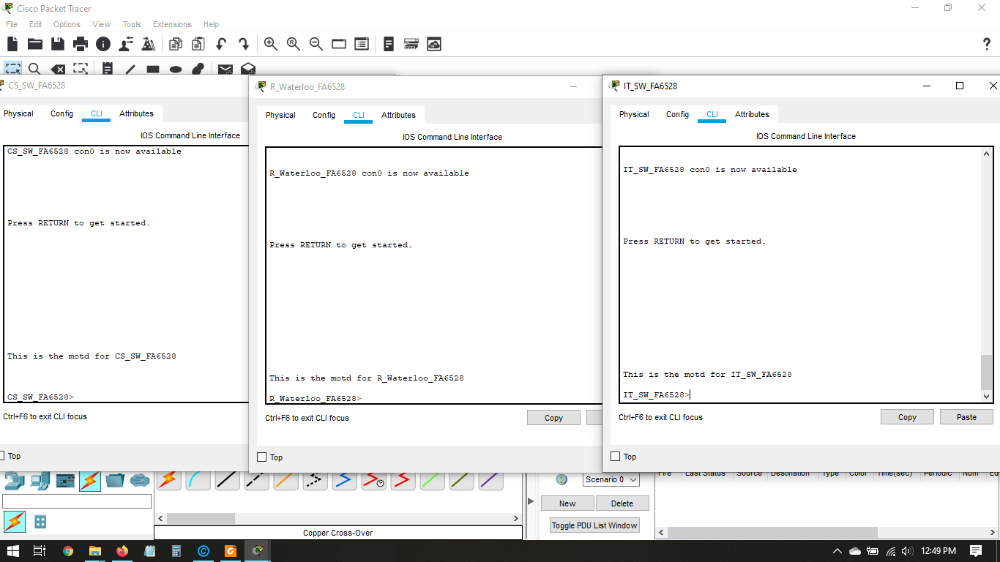 Cisco Packet Tracer
File Edit Options View Tools Extensions Help
CS_SW_FA6528
Physical Config CLI Attributes
IOS Command Line Interface
CS_SW_FA6528 con0 is now available
Press RETURN to get started.
This is the motd for CS_SW_FA6528
CS_SW_FA6528>
Ctrl+F6 to exit CLI focus
Top
R_Waterloo_FA6528
Physical Config CLI Attributes
IOS Command Line Interface
R_Waterloo_FA6528 con0 is now available
Press RETURN to get started.
This is the motd for R_Waterloo_FA6528
R_Waterloo_FA6528>
Ctrl+F6 to exit CLI focus
Copy
Top
IT_SW_FA6528
Physical Config CLI Attributes
IOS Command Line Interface
IT_SW_FA6528 con0 is now available
Press RETURN to get started.
This is the motd for IT_SW_FA6528
IT_SW_FA6528>
Ctrl+F6 to exit CLI focus
Copy Paste
Top
Scenario 0
Fire Last Status Source Destination Type Color Time(sec) Periodic Num Ed
New Delete
Toggle PDU List Window
Copper Cross-Over
12:49 PM